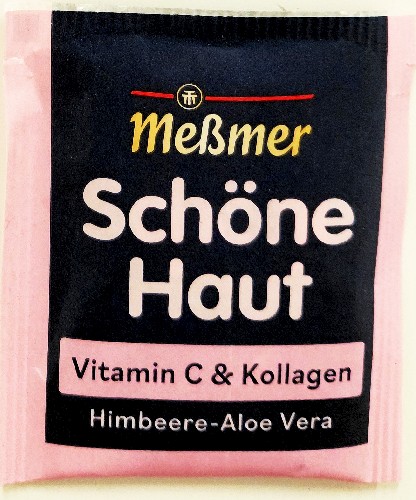 Meßmer
Schöne
Haut
Vitamin C & Kollagen
Himbeere-Aloe Vera